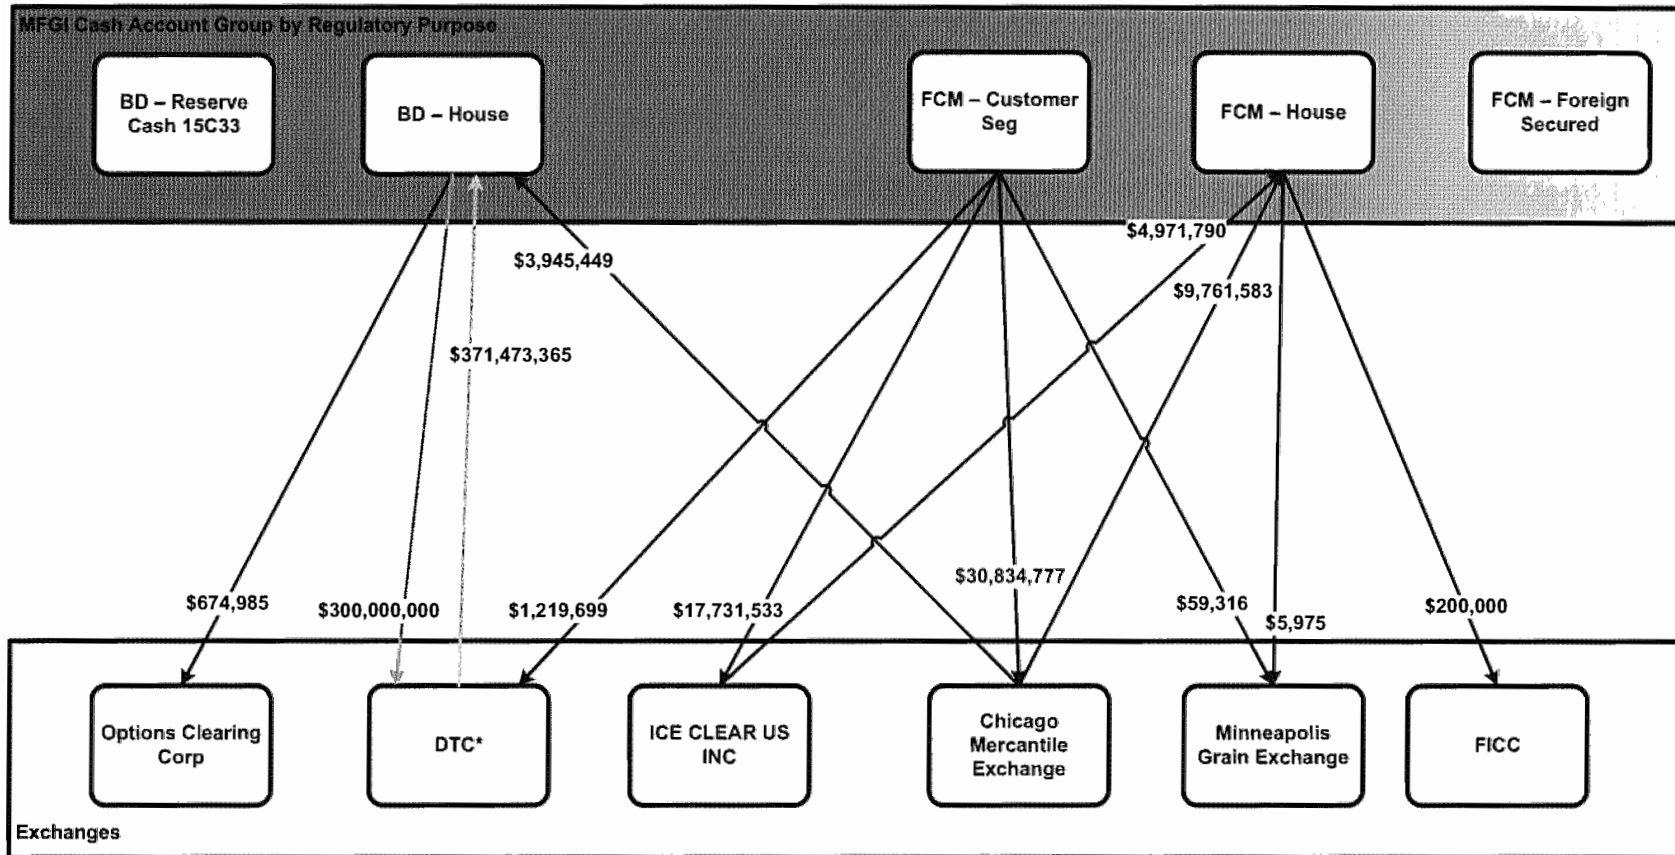 MFGI Cash Account Group by Regulatory Purpose
BD – Reserve
Cash 15C33
BD – House
FCM – Customer
Seg
FCM – House
FCM – Foreign
Secured
$4,971,790
$3,945,449
$9,761,583
$371,473,365
$30,834,777
$674,985
$300,000,000
$1,219,699
$17,731,533
$59,316
$5,975
$200,000
Options Clearing
Corp
DTC*
ICE CLEAR US
INC
Chicago
Mercantile
Exchange
Minneapolis
Grain Exchange
FICC
Exchanges